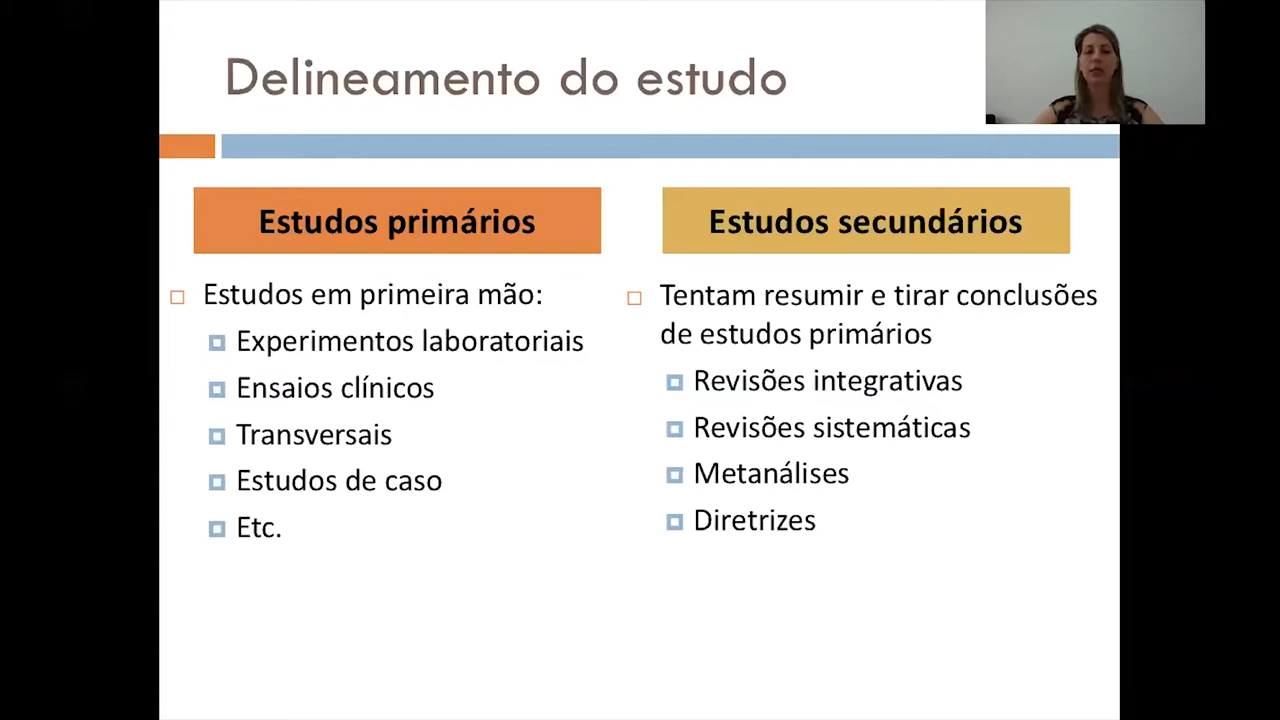 Delineamento do estudo
Estudos primários
Estudos em primeira mão:
Experimentos laboratoriais
Ensaios clínicos
Transversais
Estudos de caso
Etc.
Estudos secundários
Tentam resumir e tirar conclusões
de estudos primários
Revisões integrativas
Revisões sistemáticas
Metanálises
Diretrizes